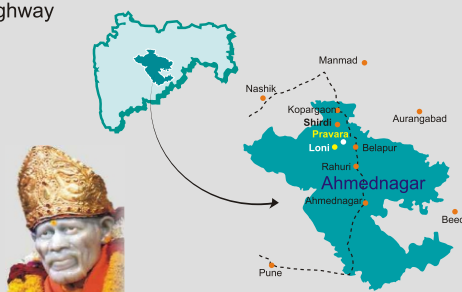 ghway
Manmad
Nashik
Kopargaon
Aurangabad
Shirdi
Pravara
Loni
Belapur
Rahuri
Ahmednagar
Ahmednagar
Beed
Pune